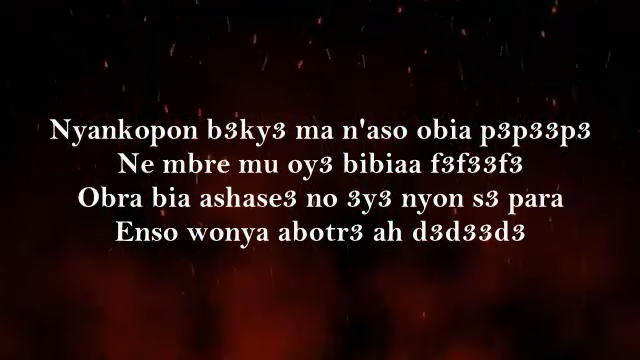 Nyankopon b3ky3 ma n'aso obia p3p33p3
Ne mbre mu oy3 bibiaa f3f33f3
Obra bia ashase3 no 3y3 nyon s3 para
Enso wonya abotr3 ah d3d33d3